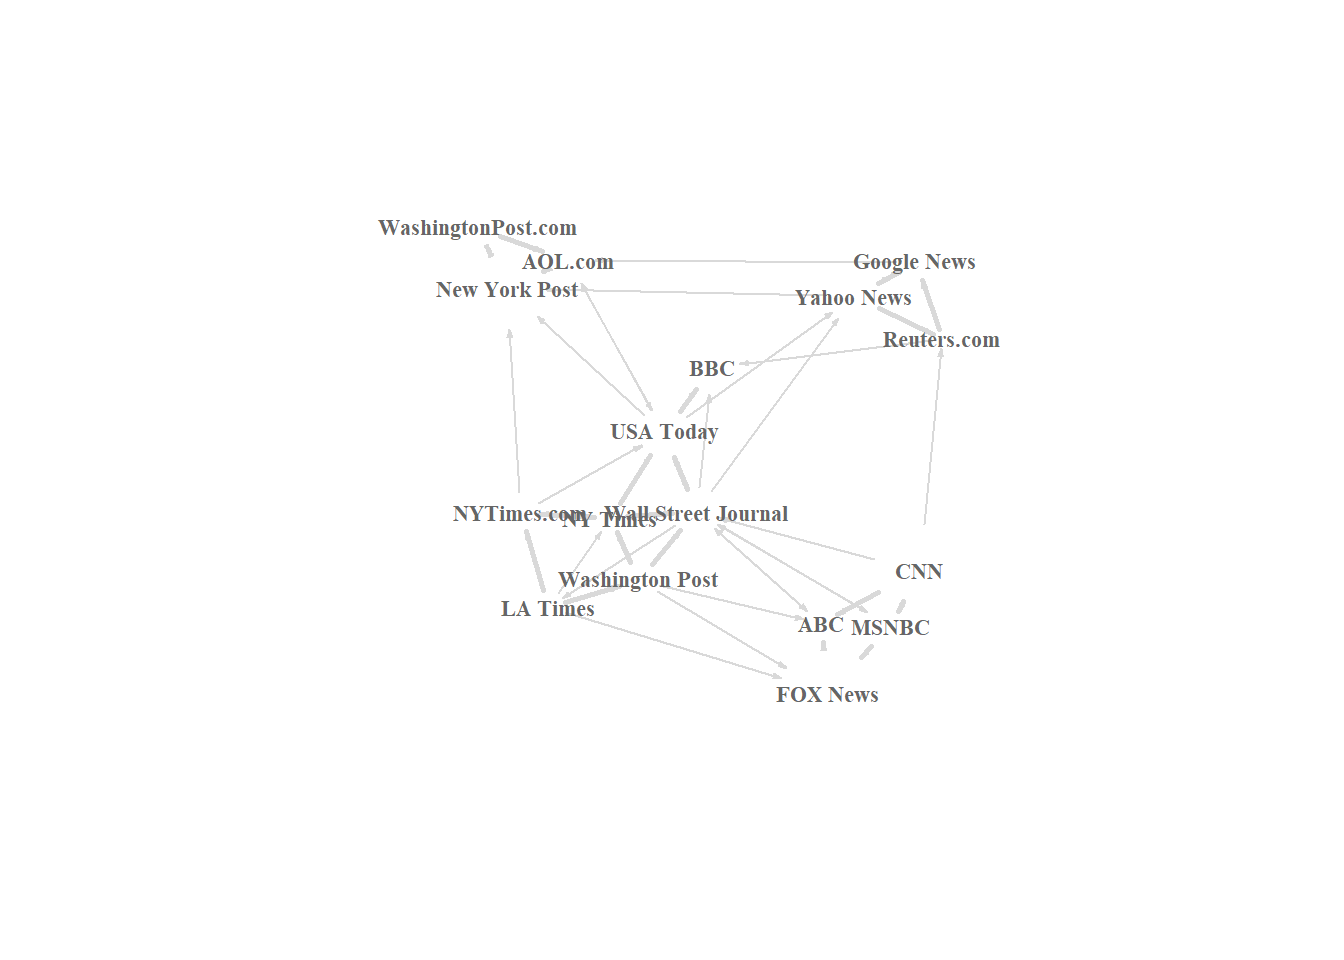 WashingtonPost.com
AOL.com
Google News
New York Post
Yahoo News
Reuters.com
BBC
USA Today
NYTimes.com
NY Times
Wall Street Journal
CNN
Washington Post
LA Times
ABC
MSNBC
FOX News